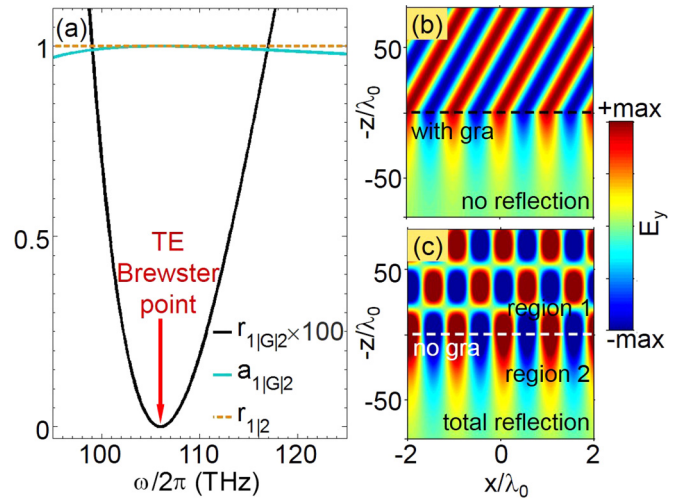 (a)
1
0.5
0
TE
Brewster
point
r1|G|2×100
a1|G|2
r1|2
100 110 120
ω/2π (THz)
(b)
50
0
-50
-z/λ0
with gra
no reflection
(c)
50
0
-50
-z/λ0
region 1
no gra
region 2
total reflection
-2 0 2
x/λ0
+max
Ey
-max